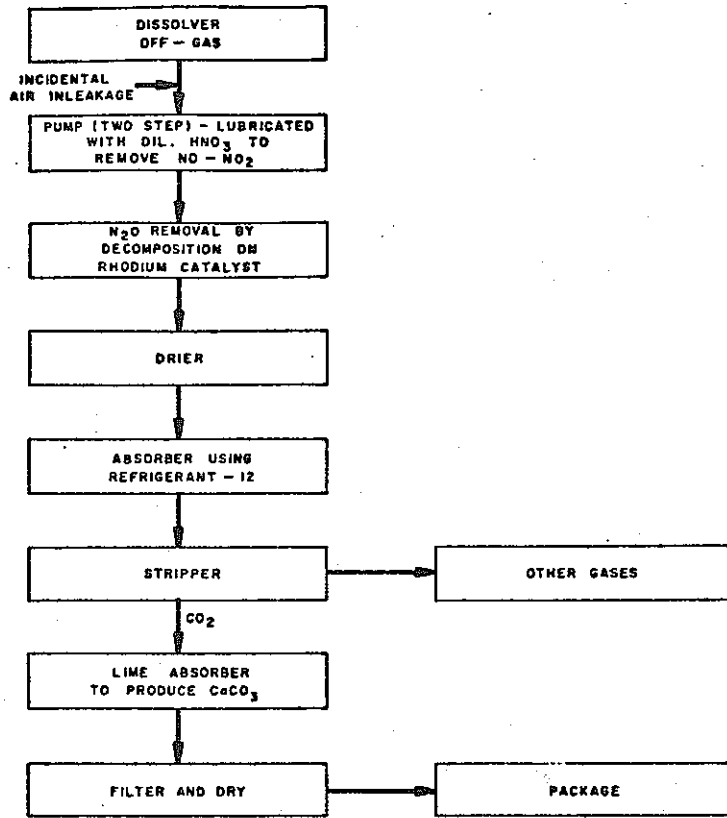 DISSOLVER
OFF – GAS
INCIDENTAL
AIR INLEAKAGE
PUMP (TWO STEP) – LUBRICATED
WITH DIL. HNO₃ TO
REMOVE NO – NO₂
N₂O REMOVAL BY
DECOMPOSITION ON
RHODIUM CATALYST
DRIER
ABSORBER USING
REFRIGERANT – 12
STRIPPER
OTHER GASES
CO₂
LIME ABSORBER
TO PRODUCE CaCO₃
FILTER AND DRY
PACKAGE